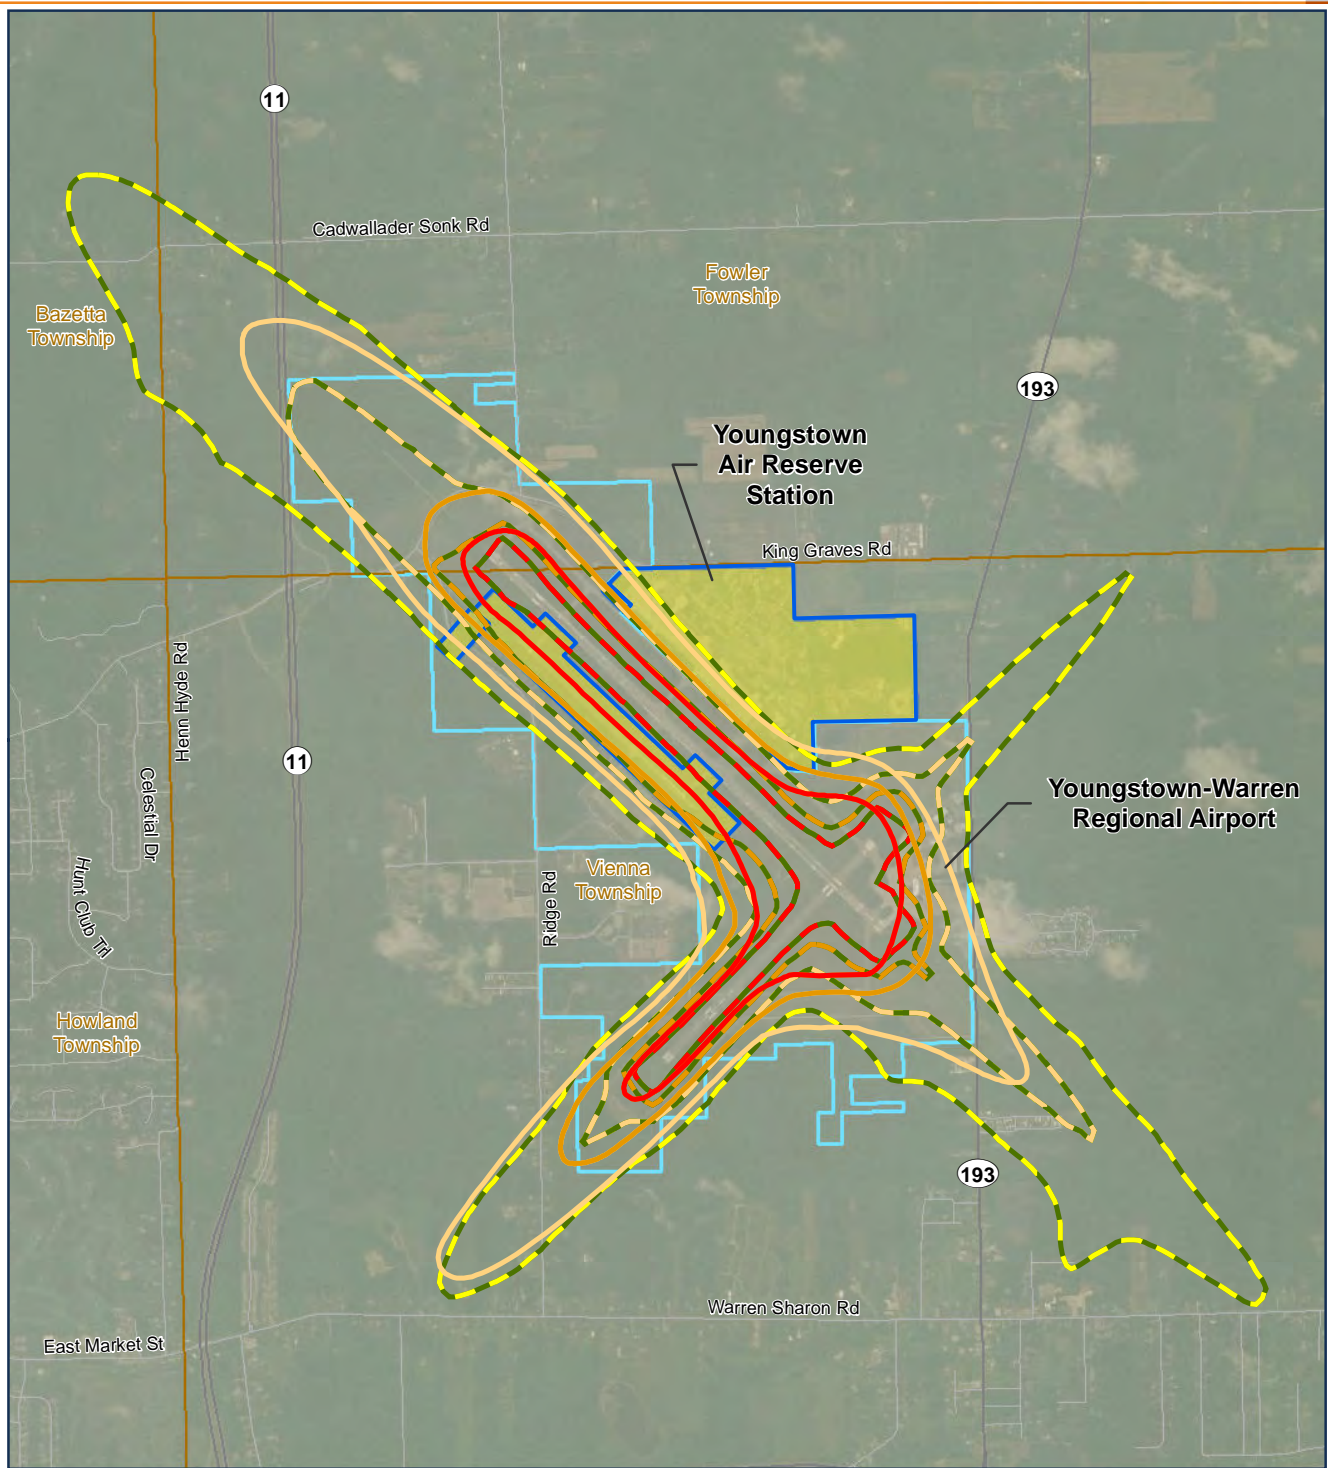 11
Cadwallader Sonk Rd
Fowler
Township
Bazetta
Township
193
Youngstown
Air Reserve
Station
King Graves Rd
Henn Hyde Rd
11
Celestial Dr
Youngstown-Warren
Regional Airport
Hunt Club Trl
Vienna
Township
Ridge Rd
Howland
Township
193
Warren Sharon Rd
East Market St